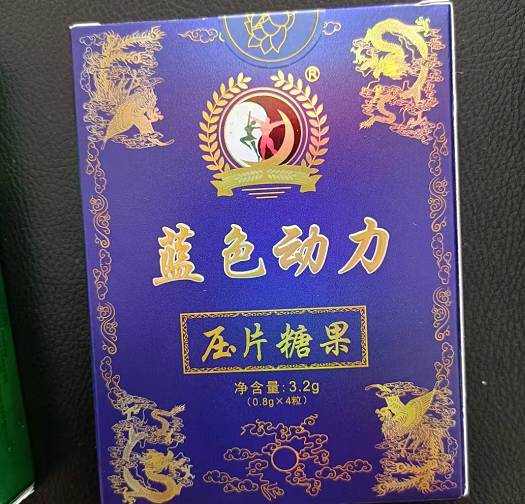 ®
蓝色动力
压片糖果
净含量:3.2g
(0.8g×4粒)